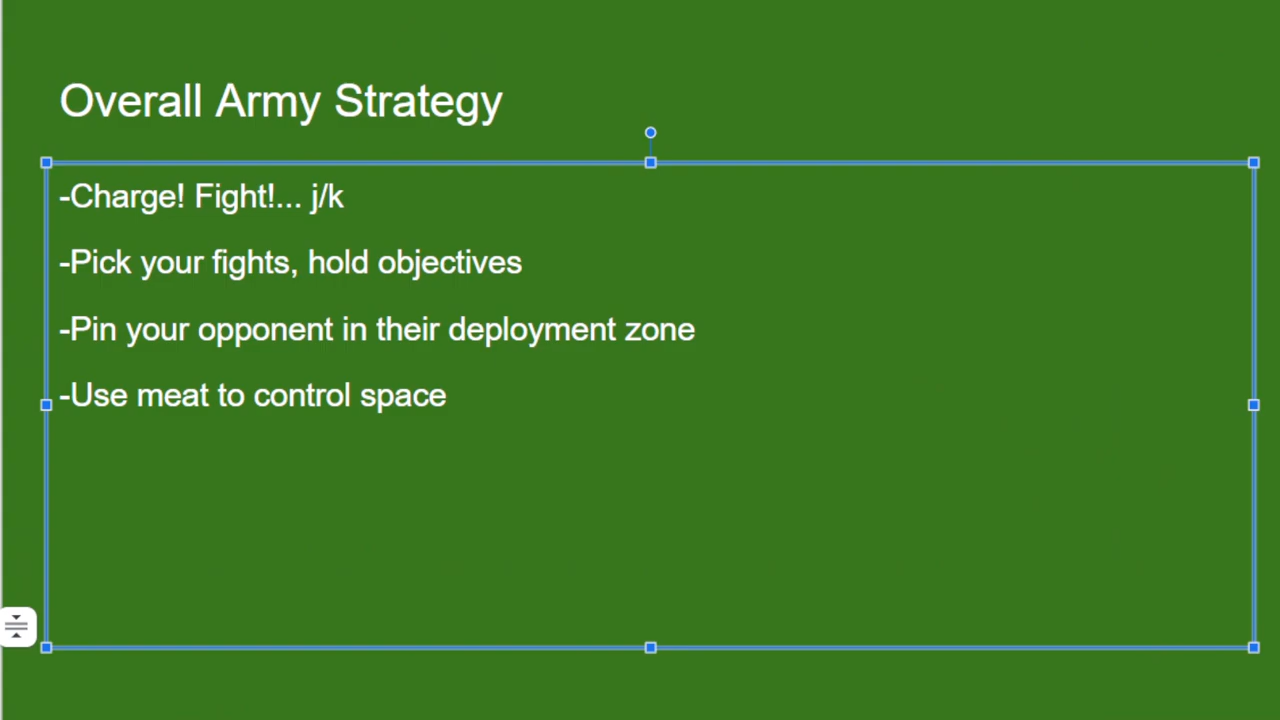 Overall Army Strategy
-Charge! Fight!... j/k
-Pick your fights, hold objectives
-Pin your opponent in their deployment zone
-Use meat to control space